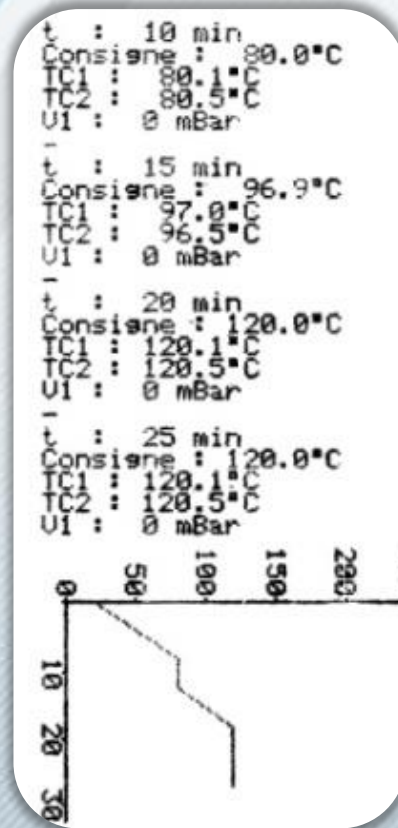 t : 10 min
Consigne : 80.0°C
TC1 : 80.1°C
TC2 : 80.5°C
V1 : 0 mBar
-
t : 15 min
Consigne : 96.9°C
TC1 : 97.0°C
TC2 : 96.5°C
V1 : 0 mBar
-
t : 20 min
Consigne : 120.0°C
TC1 : 120.1°C
TC2 : 120.5°C
V1 : 0 mBar
-
t : 25 min
Consigne : 120.0°C
TC1 : 120.1°C
TC2 : 120.5°C
V1 : 0 mBar
0 50 100 150 200
10
20
30